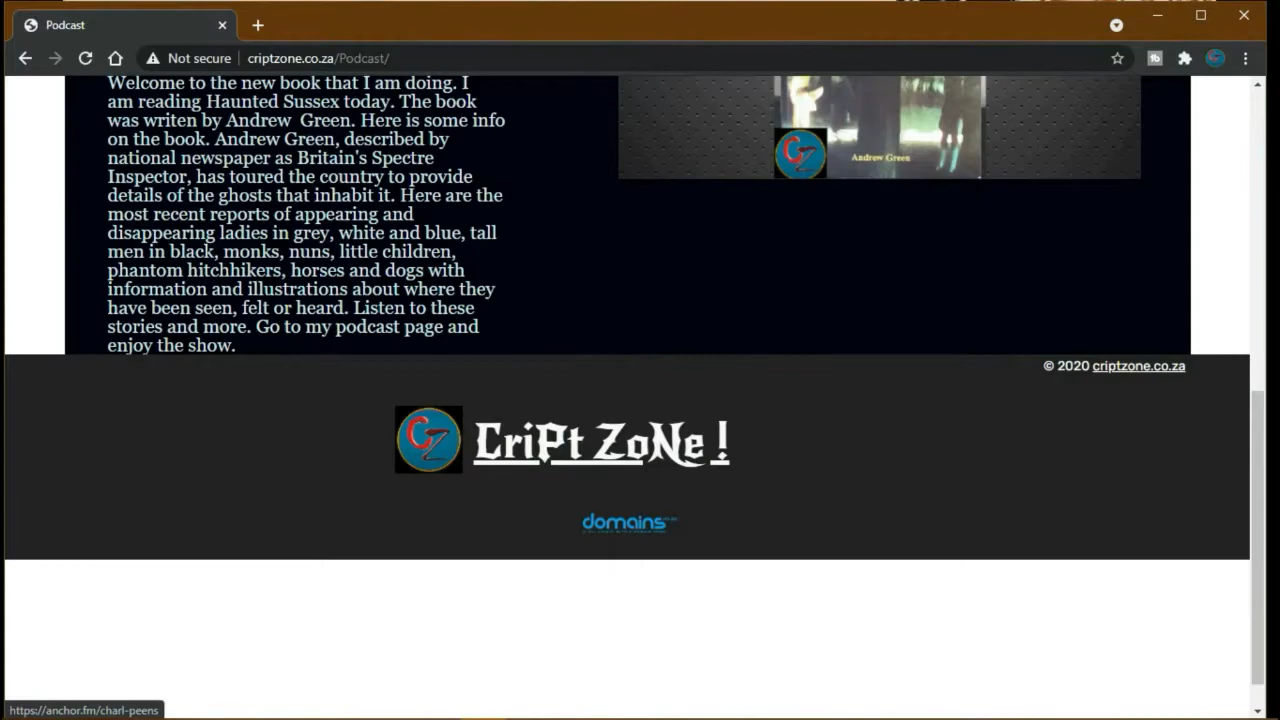 Podcast
Not secure
criptzone.co.za/Podcast/
Welcome to the new book that I am doing. I
am reading Haunted Sussex today. The book
was writen by Andrew  Green. Here is some info
on the book. Andrew Green, described by
national newspaper as Britain's Spectre
Inspector, has toured the country to provide
details of the ghosts that inhabit it. Here are the
most recent reports of appearing and
disappearing ladies in grey, white and blue, tall
men in black, monks, nuns, little children,
phantom hitchhikers, horses and dogs with
information and illustrations about where they
have been seen, felt or heard. Listen to these
stories and more. Go to my podcast page and
enjoy the show.
CZ
Andrew Green
© 2020 criptzone.co.za
CZ
CriPt ZoNe !
domains
https://anchor.fm/charl-peens